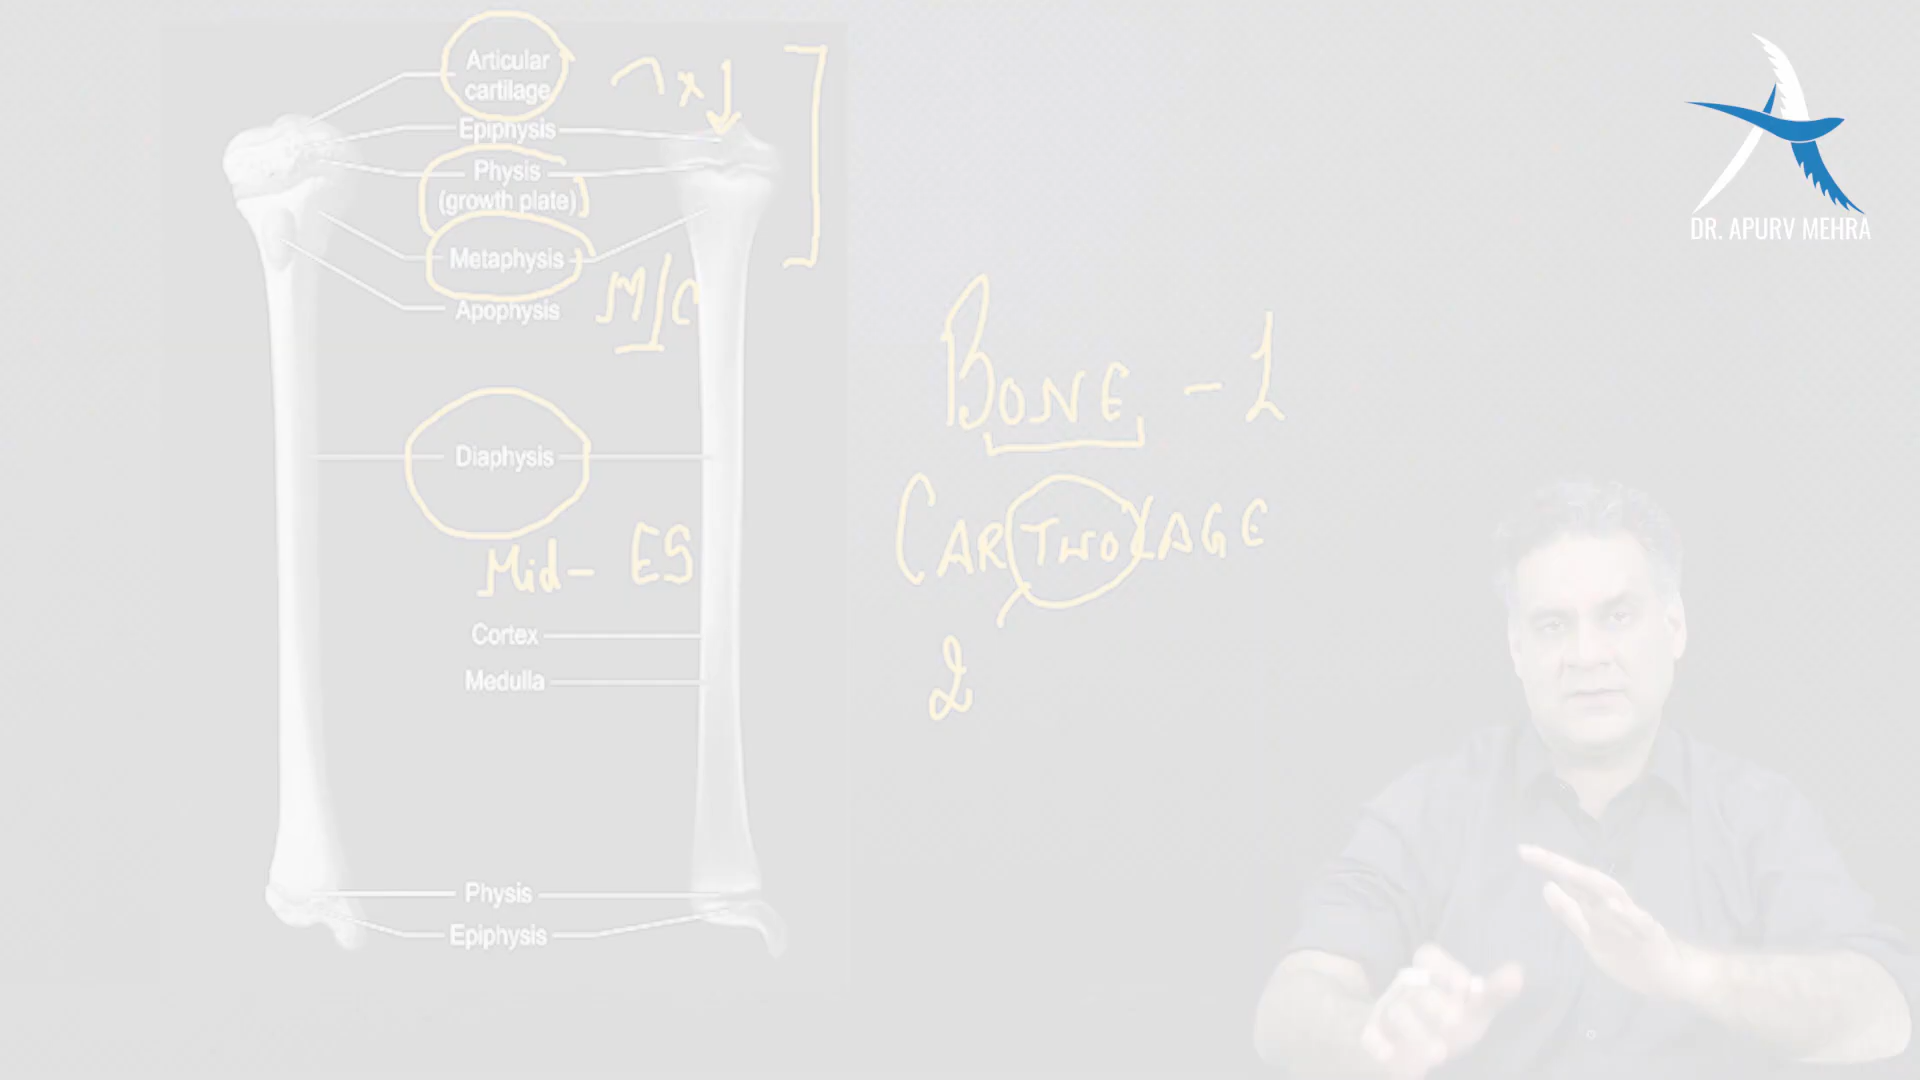 Articular
cartilage
Epiphysis
Physis
(growth plate)
Metaphysis
M/C
Apophysis
Diaphysis
Mid- ES
Cortex
Medulla
Physis
Epiphysis
BONE - 1
CARTWOLAGE
2
DR. APURV MEHRA